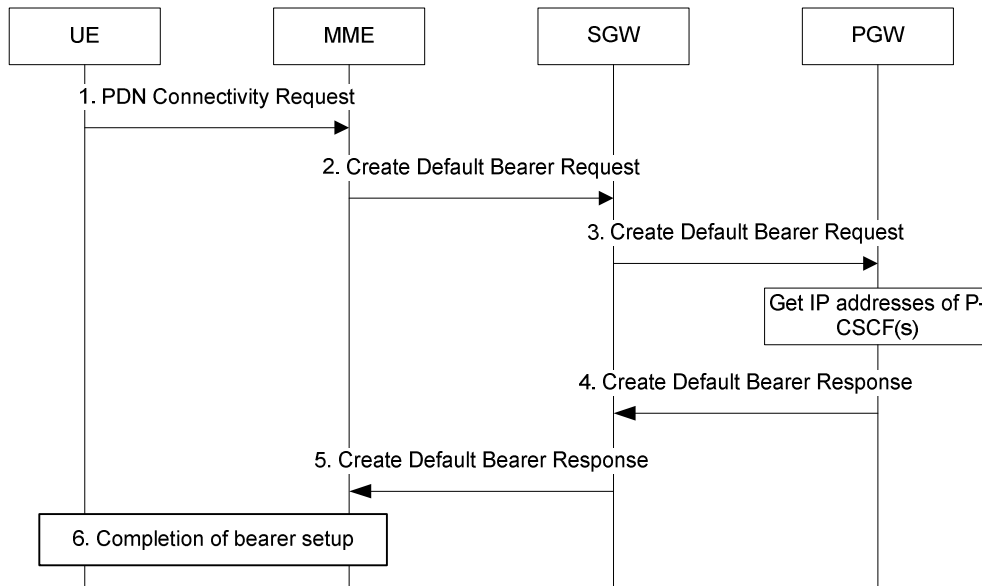 UE
MME
SGW
PGW
1. PDN Connectivity Request
2. Create Default Bearer Request
3. Create Default Bearer Request
Get IP addresses of P-
CSCF(s)
4. Create Default Bearer Response
5. Create Default Bearer Response
6. Completion of bearer setup